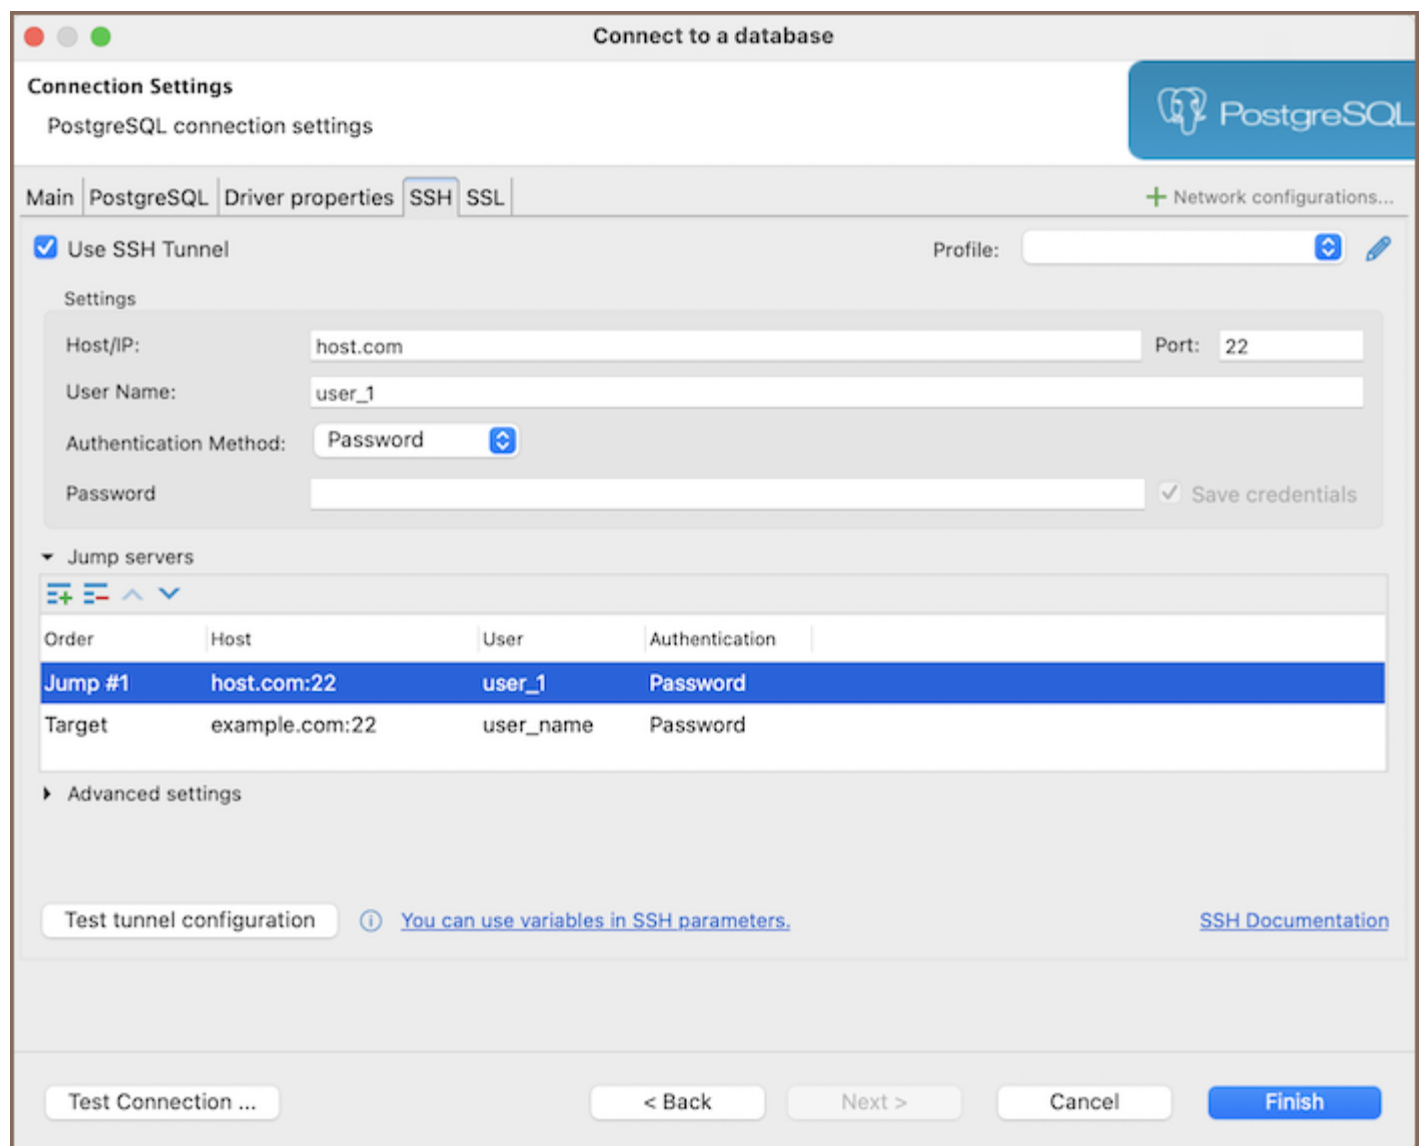 Connect to a database
Connection Settings
PostgreSQL connection settings
PostgreSQL
Main PostgreSQL Driver properties SSH SSL Network configurations...
Use SSH Tunnel Profile:
Settings
Host/IP: host.com Port: 22
User Name: user_1
Authentication Method: Password
Password Save credentials
Jump servers
Order Host User Authentication
Jump #1 host.com:22 user_1 Password
Target example.com:22 user_name Password
Advanced settings
Test tunnel configuration You can use variables in SSH parameters. SSH Documentation
Test Connection ... < Back Next > Cancel Finish